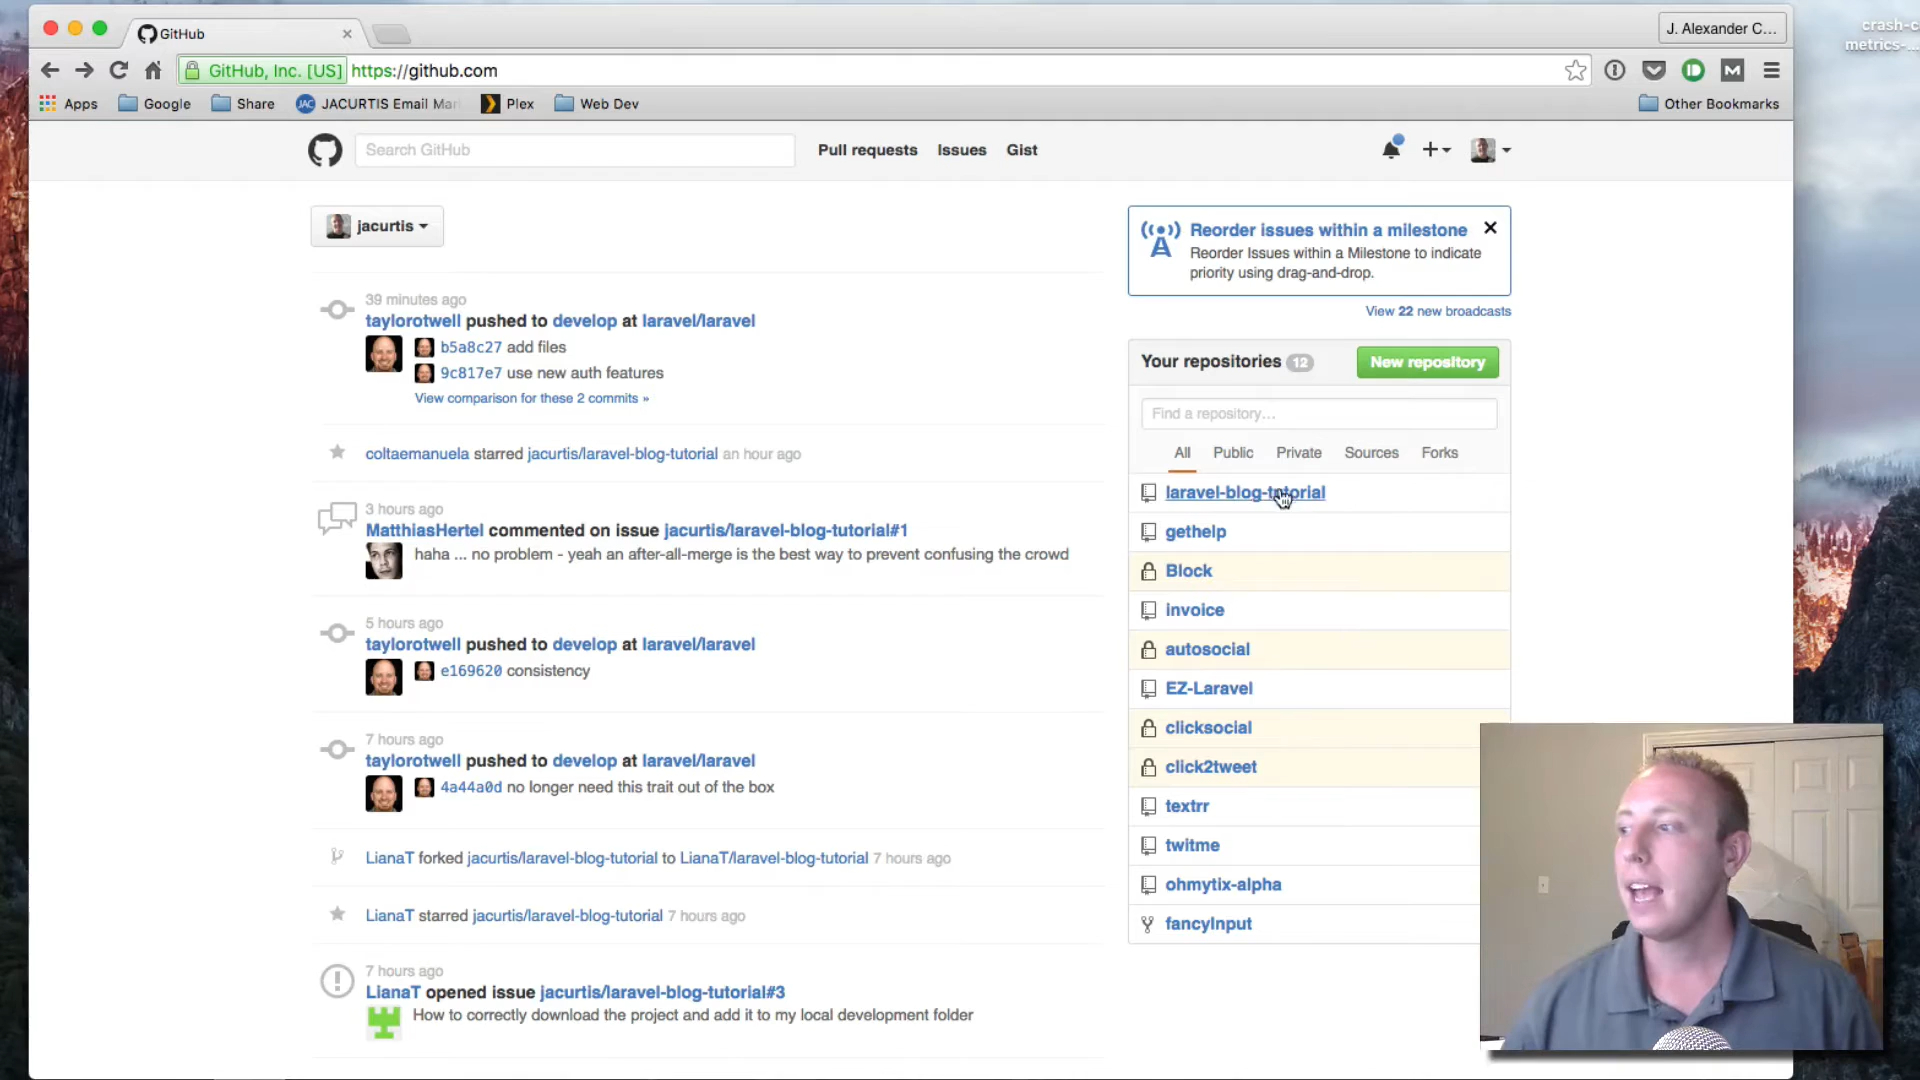 GitHub
J. Alexander C...
crash-c
metrics-...
GitHub, Inc. [US]
https://github.com
Apps
Google
Share
JAC
JACURTIS Email Mar
Plex
Web Dev
Other Bookmarks
Search GitHub
Pull requests
Issues
Gist
jacurtis
39 minutes ago
taylorotwell pushed to develop at laravel/laravel
b5a8c27 add files
9c817e7 use new auth features
View comparison for these 2 commits »
coltaemanuela starred jacurtis/laravel-blog-tutorial an hour ago
3 hours ago
MatthiasHertel commented on issue jacurtis/laravel-blog-tutorial#1
haha ... no problem - yeah an after-all-merge is the best way to prevent confusing the crowd
5 hours ago
taylorotwell pushed to develop at laravel/laravel
e169620 consistency
7 hours ago
taylorotwell pushed to develop at laravel/laravel
4a44a0d no longer need this trait out of the box
LianaT forked jacurtis/laravel-blog-tutorial to LianaT/laravel-blog-tutorial 7 hours ago
LianaT starred jacurtis/laravel-blog-tutorial 7 hours ago
7 hours ago
LianaT opened issue jacurtis/laravel-blog-tutorial#3
How to correctly download the project and add it to my local development folder
Reorder issues within a milestone
Reorder Issues within a Milestone to indicate
priority using drag-and-drop.
View 22 new broadcasts
Your repositories 12
New repository
Find a repository...
All
Public
Private
Sources
Forks
laravel-blog-tutorial
gethelp
Block
invoice
autosocial
EZ-Laravel
clicksocial
click2tweet
textrr
twitme
ohmytix-alpha
fancyInput